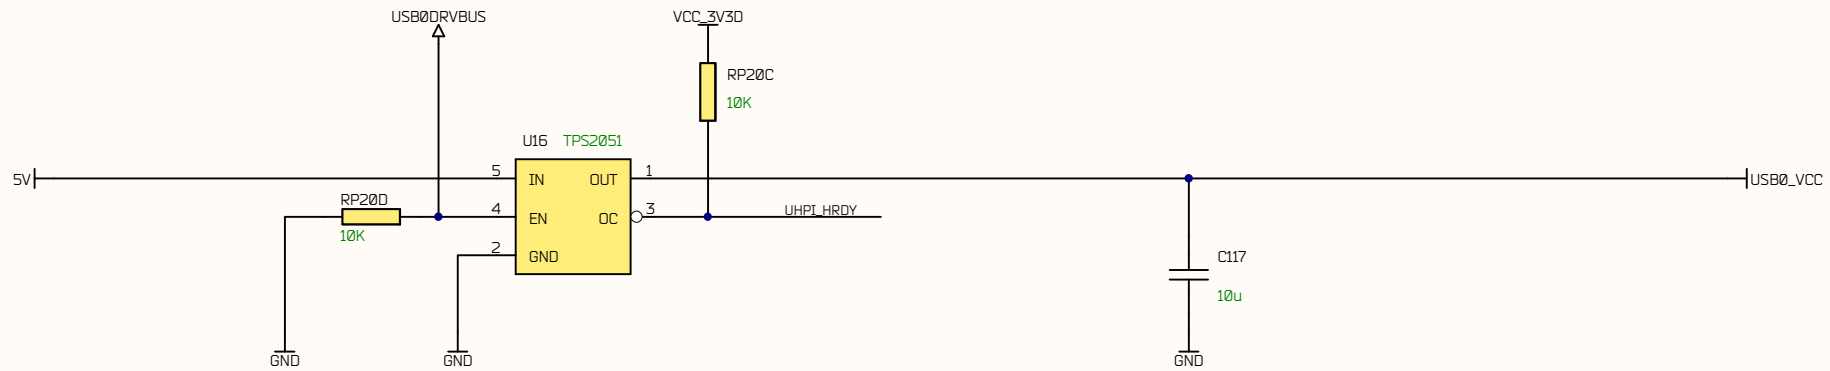 USB0DRVBUS
VCC_3V3D
RP20C
10K
U16 TPS2051
5V
5
IN
OUT
1
USB0_VCC
RP20D
10K
4
EN
OC
3
UHPI_HRDY
2
GND
C117
10u
GND
GND
GND